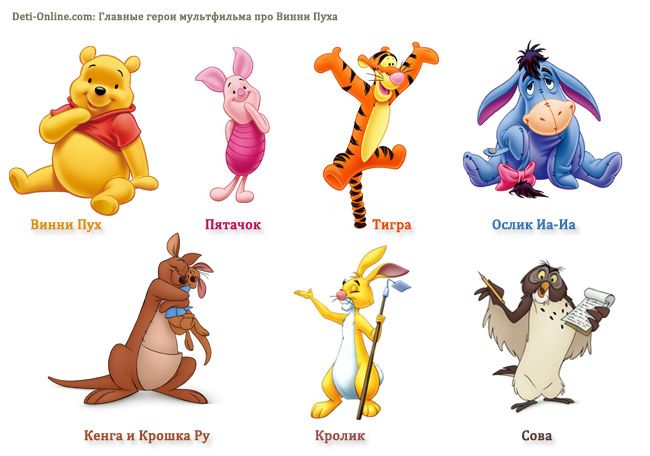 Deti-Online.com: Главные герои мультфильма про Винни Пуха
Винни Пух
Пятачок
Тигра
Ослик Иа-Иа
Кенга и Крошка Ру
Кролик
Сова